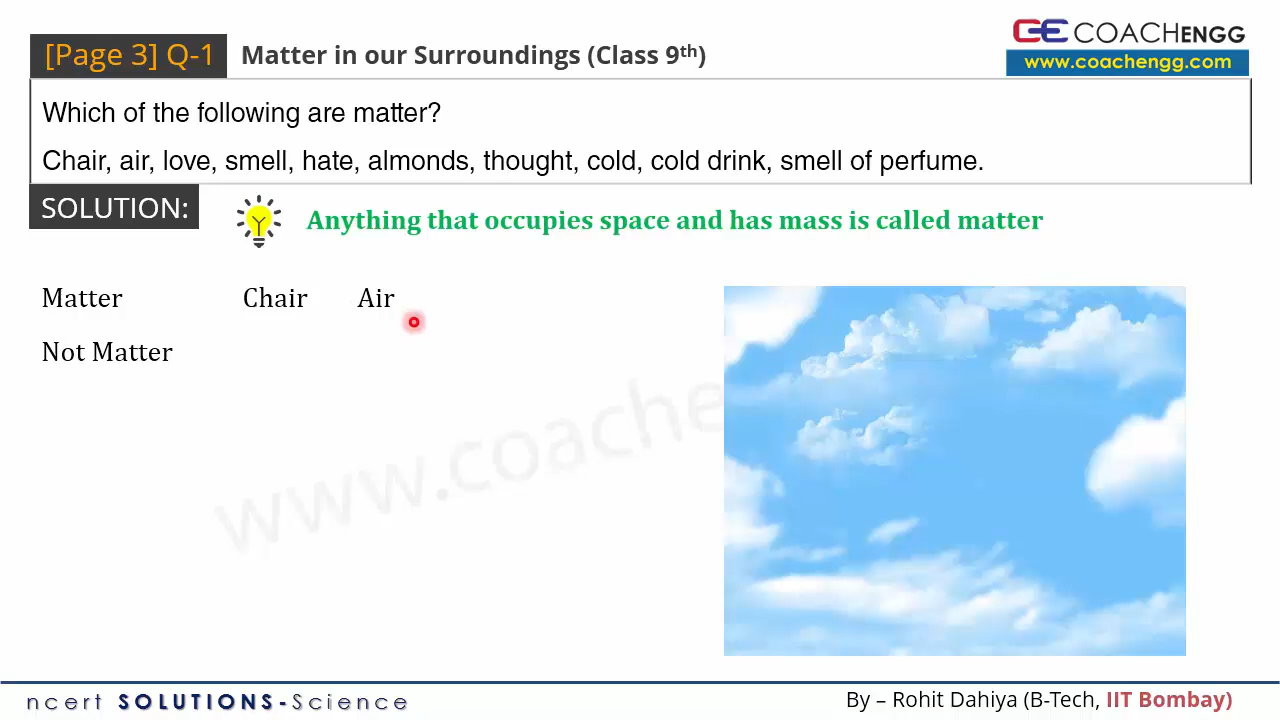 [Page 3] Q-1 Matter in our Surroundings (Class 9th)
CE COACHENGG
www.coachengg.com
Which of the following are matter?
Chair, air, love, smell, hate, almonds, thought, cold, cold drink, smell of perfume.
SOLUTION: Anything that occupies space and has mass is called matter
Matter Chair Air
Not Matter
www.coache
ncert SOLUTIONS-Science
By – Rohit Dahiya (B-Tech, IIT Bombay)